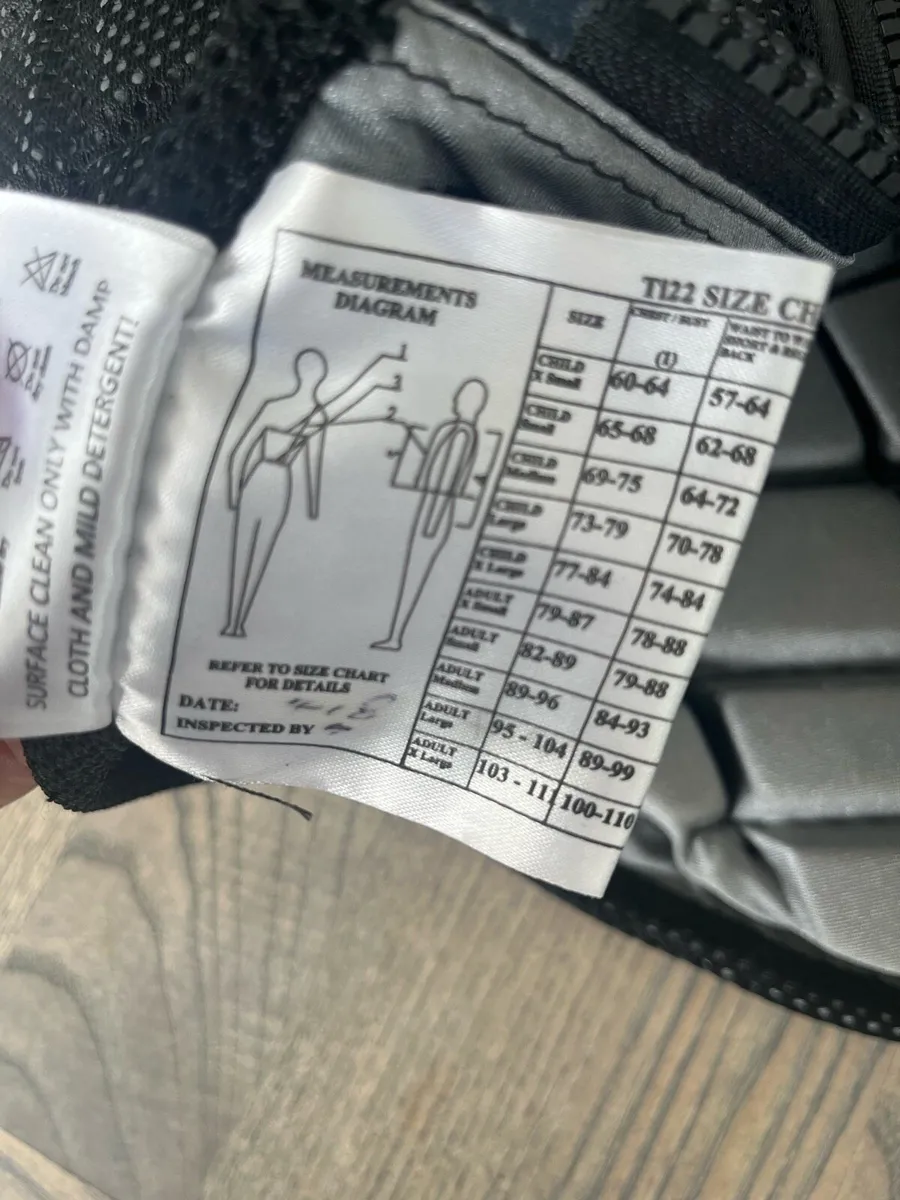 SURFACE CLEAN ONLY WITH DAMP
CLOTH AND MILD DETERGENT!
MEASUREMENTS
DIAGRAM
1
3
2
4
REFER TO SIZE CHART
FOR DETAILS
DATE:
INSPECTED BY
TI22 SIZE CH
SIZE CHEST / BUST (1) WAIST TO BACK
CHILD X Small 60-64 57-64
CHILD Small 65-68 62-68
CHILD Medium 69-75 64-72
CHILD Large 73-79 70-78
CHILD X Large 77-84 74-84
ADULT X Small 79-87 78-88
ADULT Small 82-89 79-88
ADULT Medium 89-96 84-93
ADULT Large 95 - 104 89-99
ADULT X Large 103 - 11 100-110